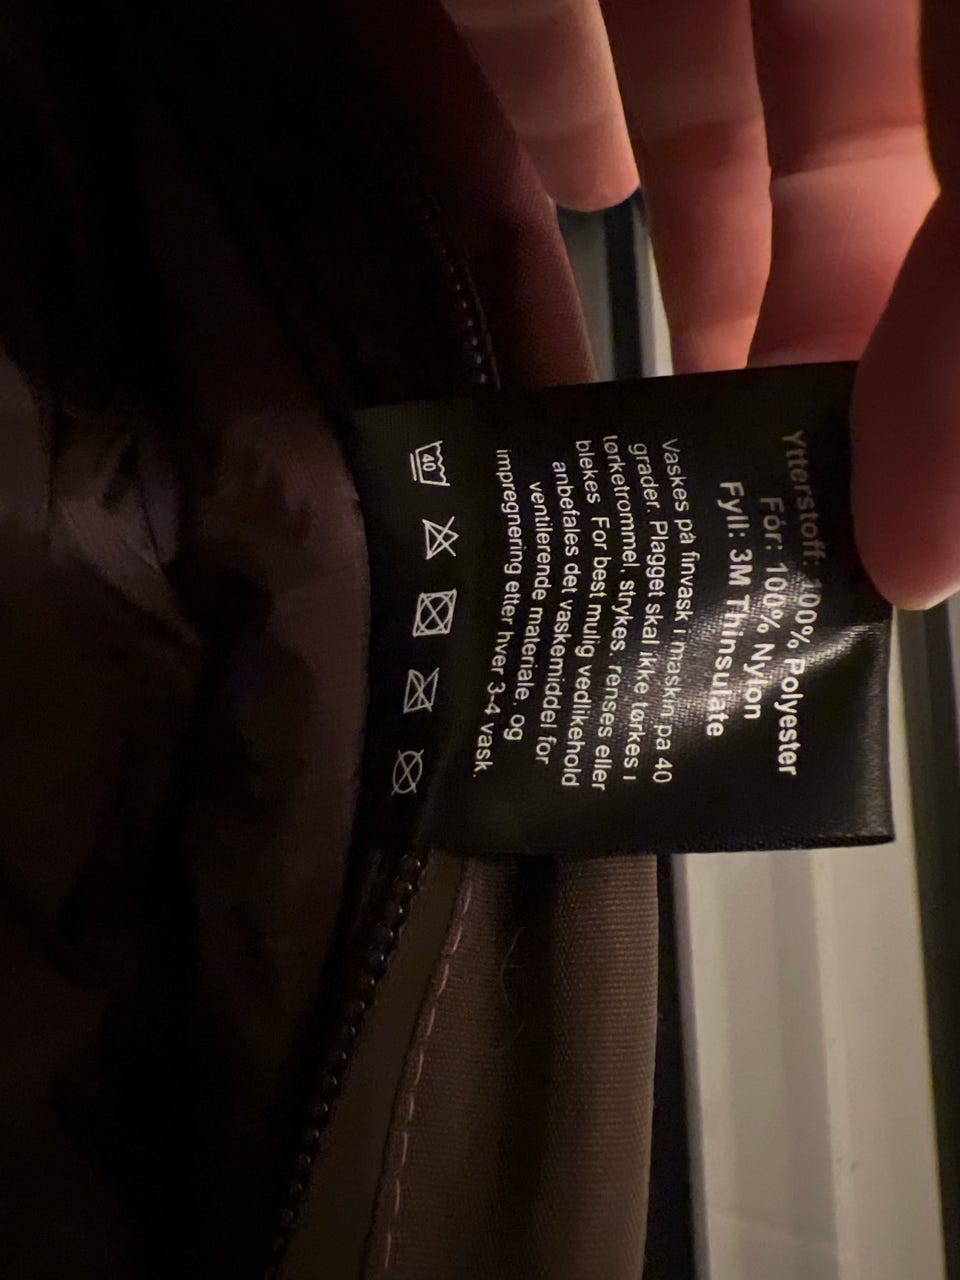 Ytterstoff: 100% Polyester
Fór: 100% Nylon
Fyll: 3M Thinsulate
Vaskes på finvask i maskin på 40
grader. Plagget skal ikke tørkes i
tørketrommel, strykes, renses eller
blekes. For best mulig vedlikehold
anbefales det vaskemiddel for
ventilerende materiale, og
impregnering etter hver 3-4 vask.
40